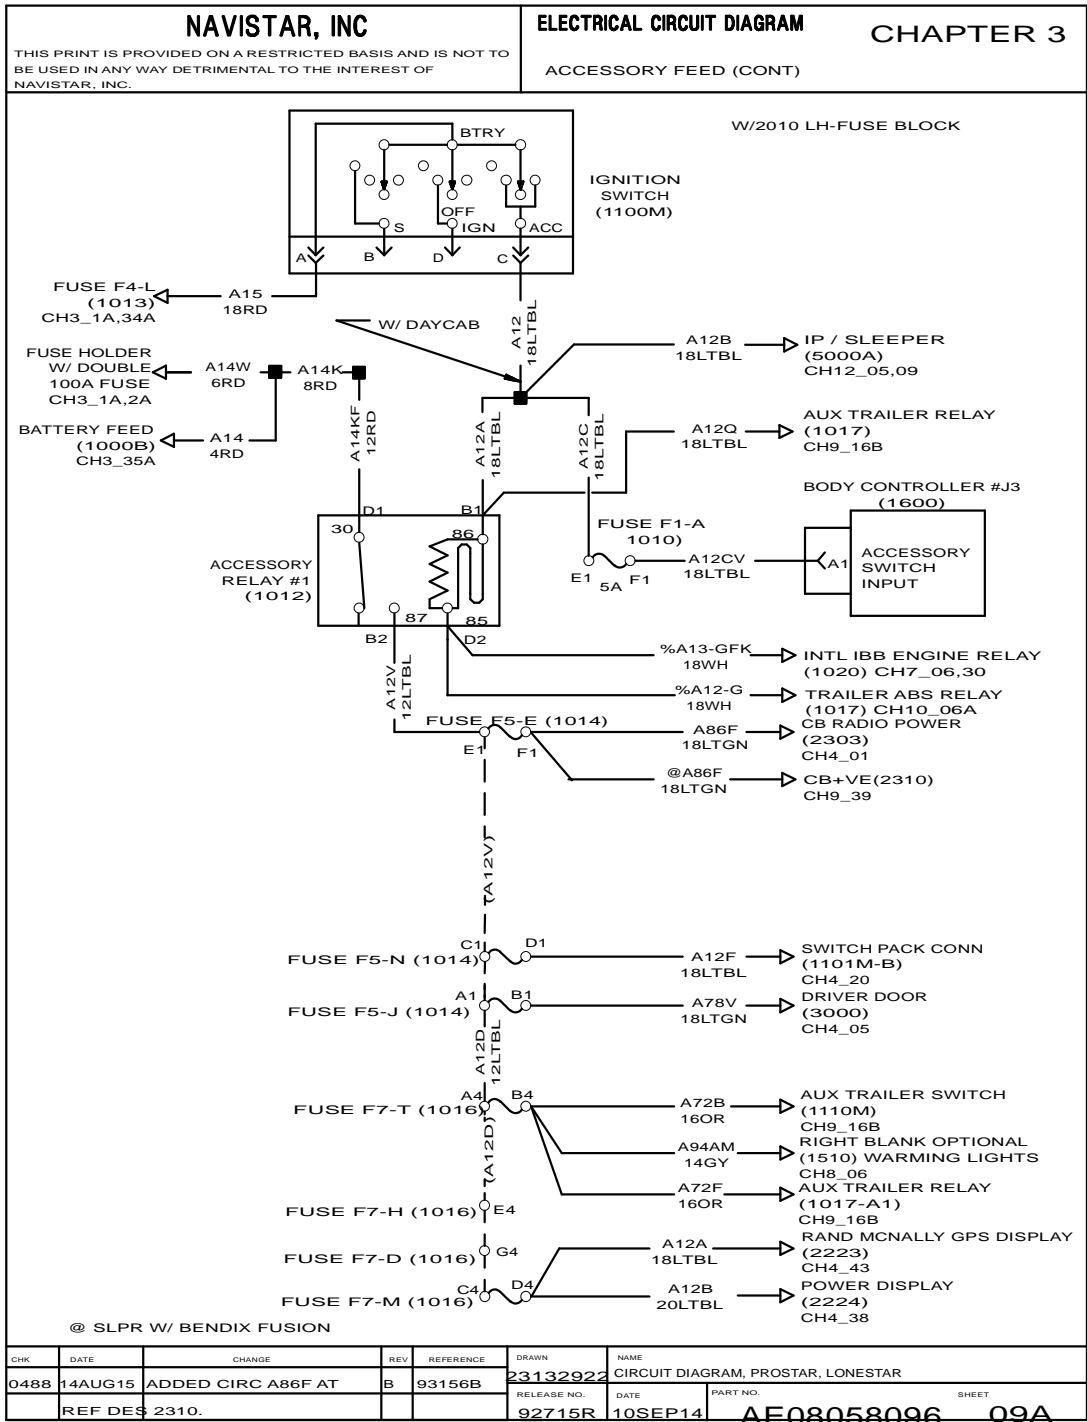 NAVISTAR, INC
THIS PRINT IS PROVIDED ON A RESTRICTED BASIS AND IS NOT TO
BE USED IN ANY WAY DETRIMENTAL TO THE INTEREST OF
NAVISTAR, INC.
ELECTRICAL CIRCUIT DIAGRAM
ACCESSORY FEED (CONT)
CHAPTER 3
W/2010 LH-FUSE BLOCK
BTRY
OFF
S
IGN
ACC
A
B
D
C
IGNITION
SWITCH
(1100M)
FUSE F4-L
(1013)
CH3_1A,34A
A15
18RD
A12
18LTBL
W/ DAYCAB
A12B
18LTBL
IP / SLEEPER
(5000A)
CH12_05,09
FUSE HOLDER
W/ DOUBLE
100A FUSE
CH3_1A,2A
A14W
6RD
A14K
8RD
BATTERY FEED
(1000B)
CH3_35A
A14
4RD
A14KF
12RD
A12A
18LTBL
A12C
18LTBL
A12Q
18LTBL
AUX TRAILER RELAY
(1017)
CH9_16B
BODY CONTROLLER #J3
(1600)
D1
B1
30
86
FUSE F1-A
1010)
E1
5A
F1
A12CV
18LTBL
A1
ACCESSORY
SWITCH
INPUT
ACCESSORY
RELAY #1
(1012)
87
85
B2
D2
A12V
12LTBL
%A13-GFK
18WH
INTL IBB ENGINE RELAY
(1020) CH7_06,30
%A12-G
18WH
TRAILER ABS RELAY
(1017) CH10_06A
FUSE F5-E (1014)
E1
F1
A86F
18LTGN
CB RADIO POWER
(2303)
CH4_01
@A86F
18LTGN
CB+VE(2310)
CH9_39
(A12V)
FUSE F5-N (1014)
C1
D1
A12F
18LTBL
SWITCH PACK CONN
(1101M-B)
CH4_20
FUSE F5-J (1014)
A1
B1
A78V
18LTGN
DRIVER DOOR
(3000)
CH4_05
A12D
12LTBL
FUSE F7-T (1016)
A4
B4
A72B
16OR
AUX TRAILER SWITCH
(1110M)
CH9_16B
(A12D)
A94AM
14GY
RIGHT BLANK OPTIONAL
(1510) WARMING LIGHTS
CH8_06
A72F
16OR
AUX TRAILER RELAY
(1017-A1)
CH9_16B
FUSE F7-H (1016)
E4
FUSE F7-D (1016)
G4
A12A
18LTBL
RAND MCNALLY GPS DISPLAY
(2223)
CH4_43
FUSE F7-M (1016)
C4
D4
A12B
20LTBL
POWER DISPLAY
(2224)
CH4_38
@ SLPR W/ BENDIX FUSION
CHK DATE CHANGE REV REFERENCE DRAWN NAME
0488 14AUG15 ADDED CIRC A86F AT B 93156B 23132922 CIRCUIT DIAGRAM, PROSTAR, LONESTAR
RELEASE NO. DATE PART NO. SHEET
REF DES 2310. 92715R 10SEP14 AF08058096 09A